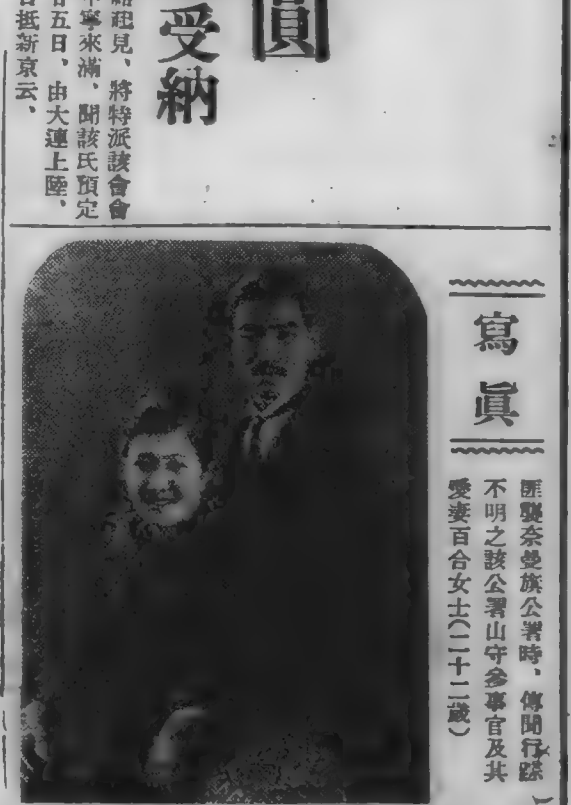 圓
受納
起見、將特派該會會
寧來滿、聞該氏預定
五日、由大連上陸、
抵新京云、
寫眞
匪襲奈曼旗公署時、傳聞行踪
不明之該公署山守參事官及其
愛妻百合女士(二十二歲)